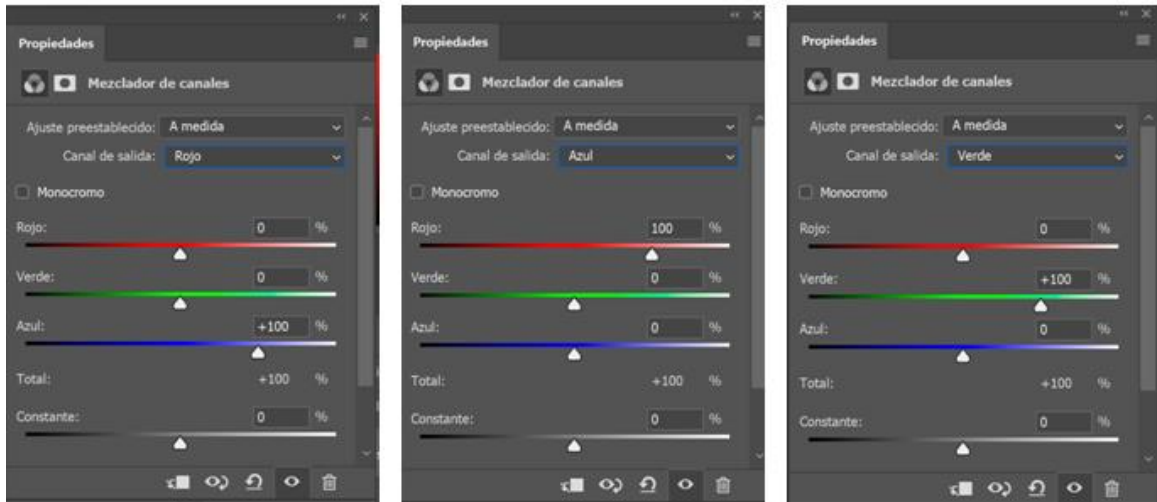 Propiedades
Mezclador de canales
Ajuste preestablecido: A medida
Canal de salida: Rojo
Monocromo
Rojo: 0 %
Verde: 0 %
Azul: +100 %
Total: +100 %
Constante: 0 %
Propiedades
Mezclador de canales
Ajuste preestablecido: A medida
Canal de salida: Azul
Monocromo
Rojo: 100 %
Verde: 0 %
Azul: 0 %
Total: +100 %
Constante: 0 %
Propiedades
Mezclador de canales
Ajuste preestablecido: A medida
Canal de salida: Verde
Monocromo
Rojo: 0 %
Verde: +100 %
Azul: 0 %
Total: +100 %
Constante: 0 %